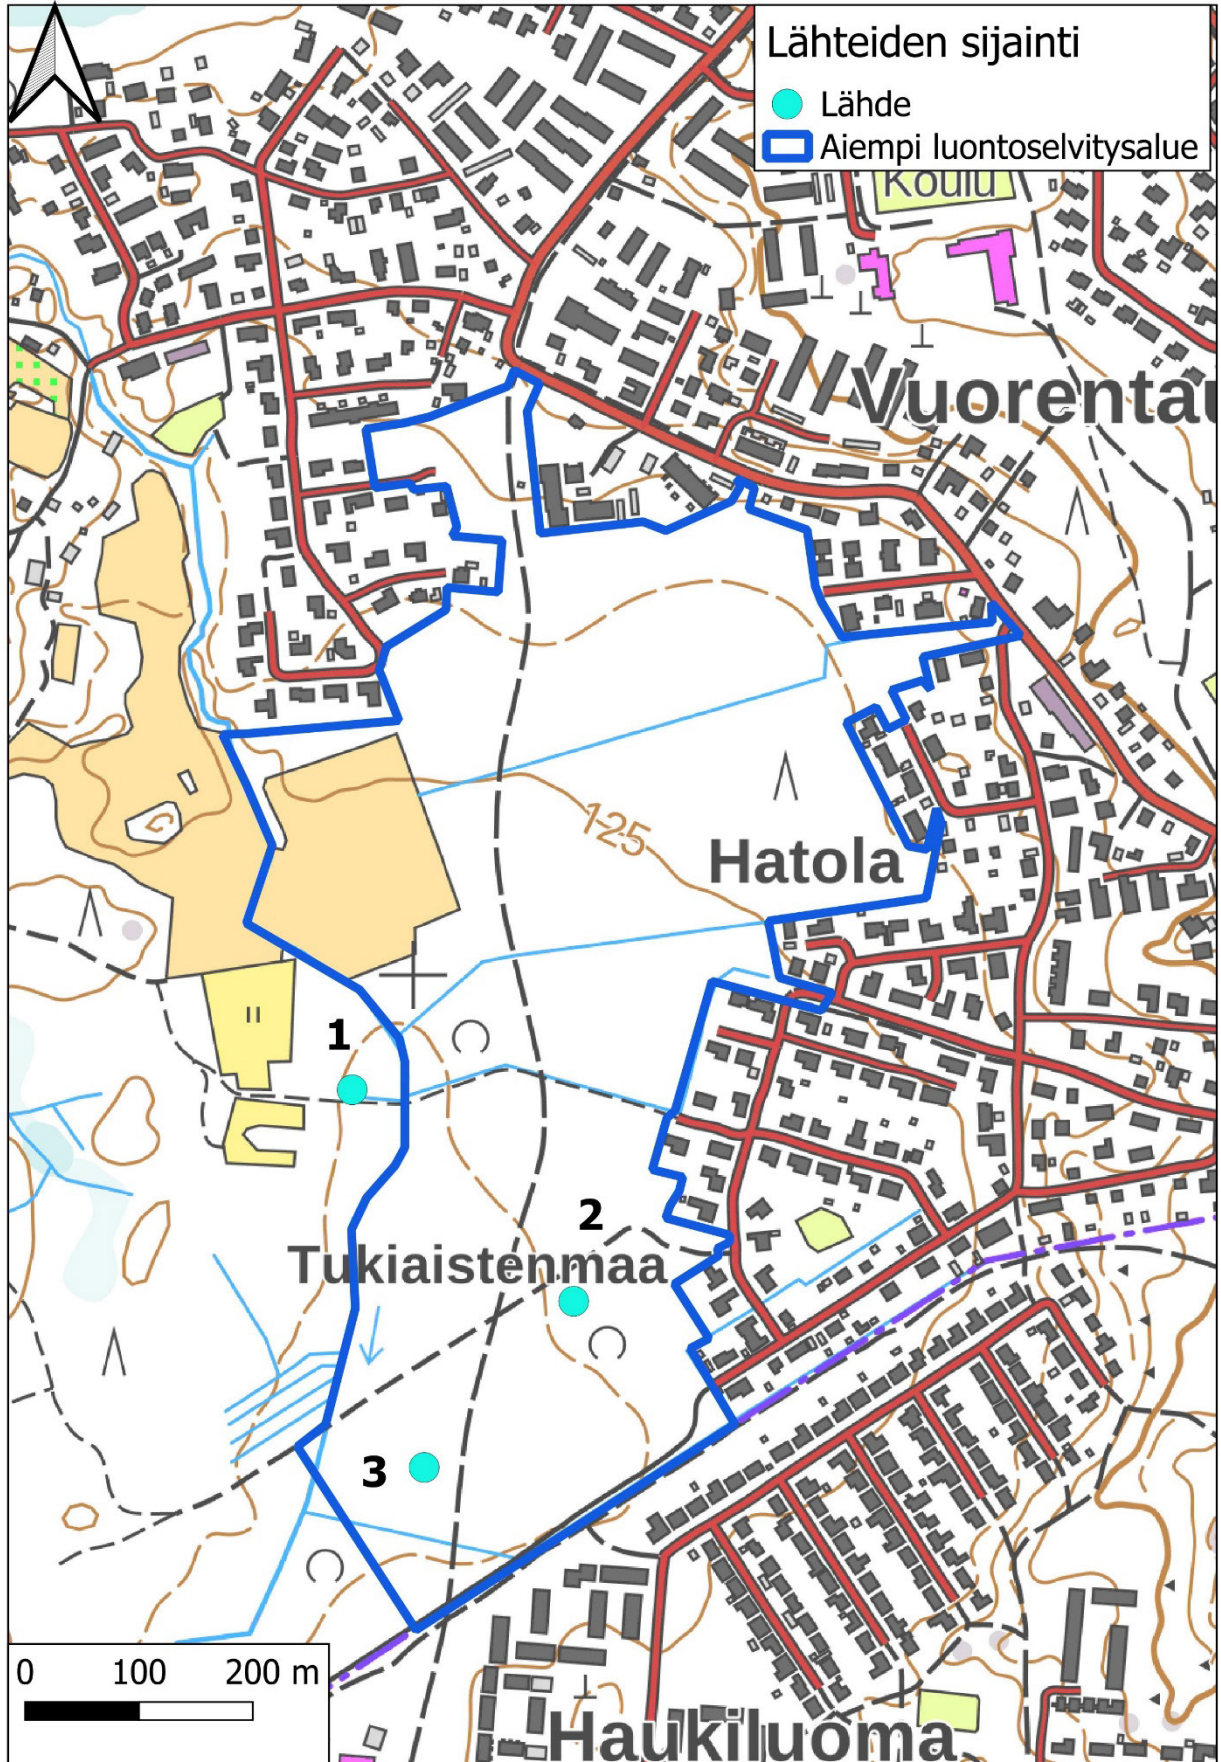 Lähteiden sijainti
Lähde
Aiempi luontoselvitysalue
Koulu
Vuorentau
125
Hatola
1
2
Tukiaistenmaa
3
0 100 200 m
Haukiluoma